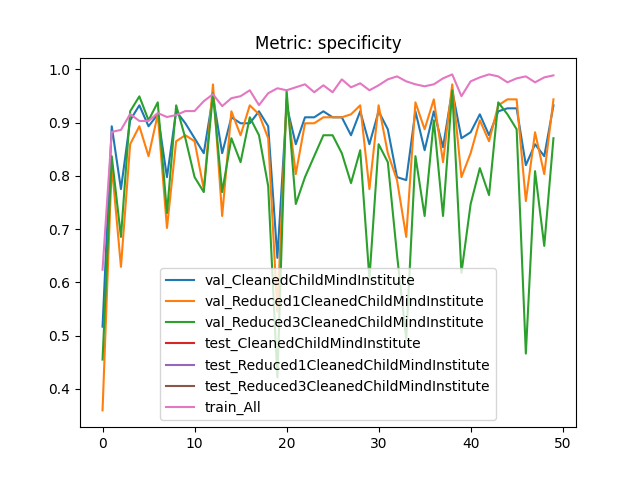 Metric: specificity
1.0
0.9
0.8
0.7
0.6
0.5
0.4
val_CleanedChildMindInstitute
val_Reduced1CleanedChildMindInstitute
val_Reduced3CleanedChildMindInstitute
test_CleanedChildMindInstitute
test_Reduced1CleanedChildMindInstitute
test_Reduced3CleanedChildMindInstitute
train_All
0 10 20 30 40 50